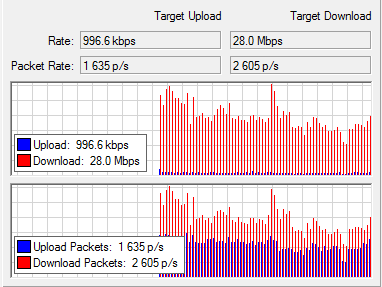 Target Upload Target Download
Rate: 996.6 kbps 28.0 Mbps
Packet Rate: 1 635 p/s 2 605 p/s
Upload: 996.6 kbps
Download: 28.0 Mbps
Upload Packets: 1 635 p/s
Download Packets: 2 605 p/s